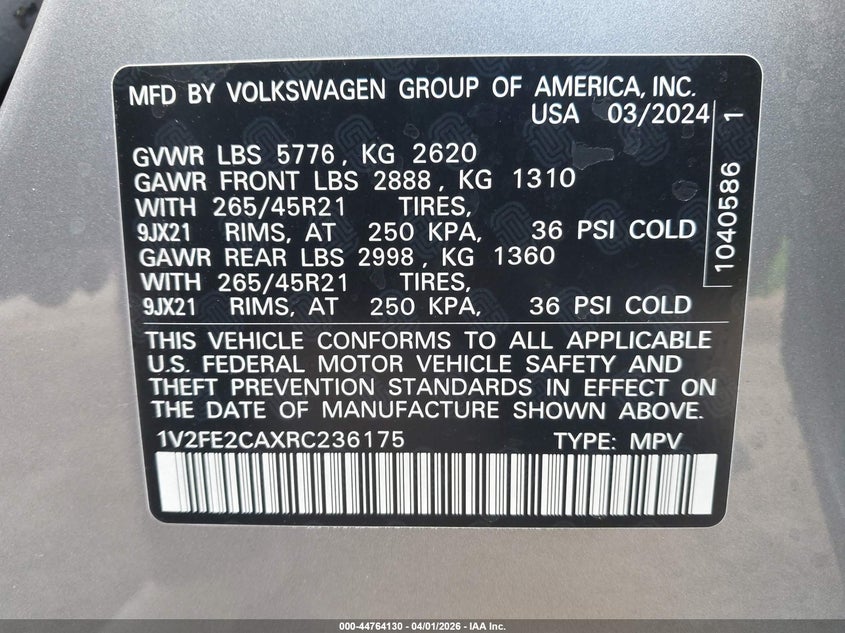 MFD BY VOLKSWAGEN GROUP OF AMERICA, INC.
USA 03/2024
GVWR LBS 5776, KG 2620
GAWR FRONT LBS 2888, KG 1310
WITH 265/45R21 TIRES,
9JX21 RIMS, AT 250 KPA, 36 PSI COLD
GAWR REAR LBS 2998, KG 1360
WITH 265/45R21 TIRES,
9JX21 RIMS, AT 250 KPA, 36 PSI COLD
1040586 1
THIS VEHICLE CONFORMS TO ALL APPLICABLE
U.S. FEDERAL MOTOR VEHICLE SAFETY AND
THEFT PREVENTION STANDARDS IN EFFECT ON
THE DATE OF MANUFACTURE SHOWN ABOVE.
1V2FE2CAXRC236175 TYPE: MPV
000-44764130 - 04/01/2026 - IAA Inc.